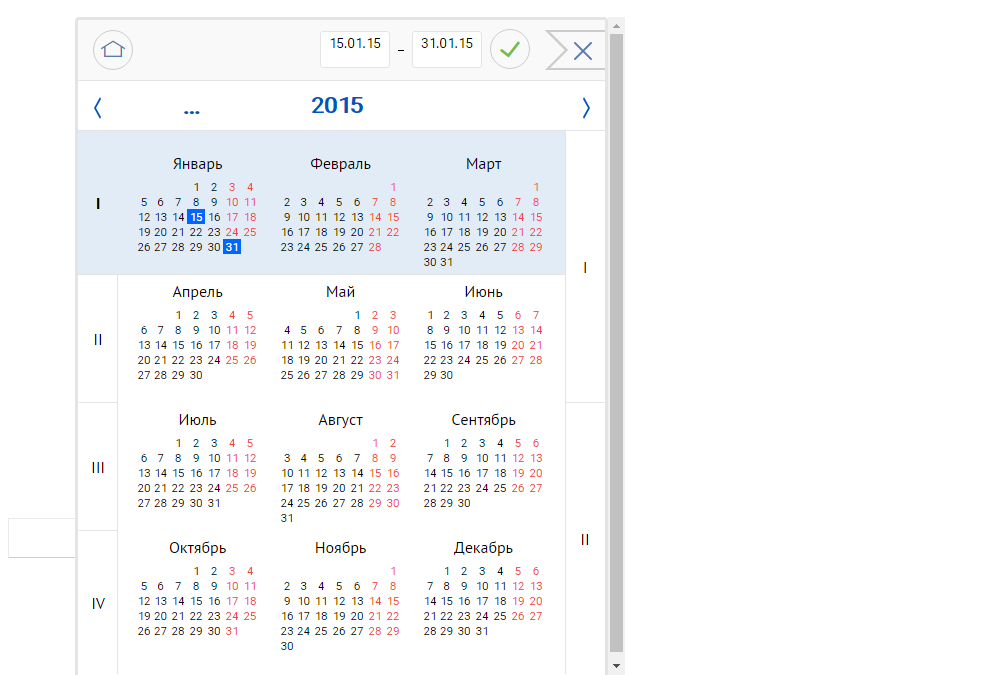 15.01.15 – 31.01.15
... 2015
Январь Февраль Март
1 2 3 4 1 1
I 5 6 7 8 9 10 11 2 3 4 5 6 7 8 2 3 4 5 6 7 8
12 13 14 15 16 17 18 9 10 11 12 13 14 15 9 10 11 12 13 14 15
19 20 21 22 23 24 25 16 17 18 19 20 21 22 16 17 18 19 20 21 22
26 27 28 29 30 31 23 24 25 26 27 28 23 24 25 26 27 28 29
30 31
I
Апрель Май Июнь
1 2 3 4 5 1 2 3 1 2 3 4 5 6 7
6 7 8 9 10 11 12 4 5 6 7 8 9 10 8 9 10 11 12 13 14
II 13 14 15 16 17 18 19 11 12 13 14 15 16 17 15 16 17 18 19 20 21
20 21 22 23 24 25 26 18 19 20 21 22 23 24 22 23 24 25 26 27 28
27 28 29 30 25 26 27 28 29 30 31 29 30
Июль Август Сентябрь
1 2 3 4 5 1 2 1 2 3 4 5 6
6 7 8 9 10 11 12 3 4 5 6 7 8 9 7 8 9 10 11 12 13
III 13 14 15 16 17 18 19 10 11 12 13 14 15 16 14 15 16 17 18 19 20
20 21 22 23 24 25 26 17 18 19 20 21 22 23 21 22 23 24 25 26 27
27 28 29 30 31 24 25 26 27 28 29 30 28 29 30
31
II
Октябрь Ноябрь Декабрь
1 2 3 4 1 1 2 3 4 5 6
5 6 7 8 9 10 11 2 3 4 5 6 7 8 7 8 9 10 11 12 13
IV 12 13 14 15 16 17 18 9 10 11 12 13 14 15 14 15 16 17 18 19 20
19 20 21 22 23 24 25 16 17 18 19 20 21 22 21 22 23 24 25 26 27
26 27 28 29 30 31 23 24 25 26 27 28 29 28 29 30 31
30